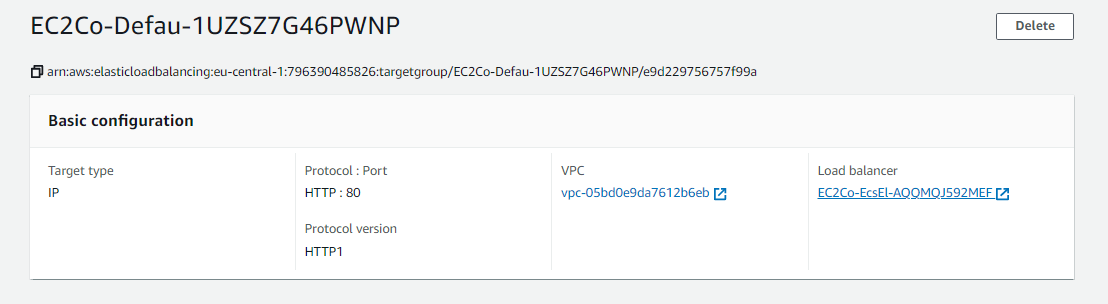 EC2Co-Defau-1UZSZ7G46PWNP
Delete
arn:aws:elasticloadbalancing:eu-central-1:796390485826:targetgroup/EC2Co-Defau-1UZSZ7G46PWNP/e9d229756757f99a
Basic configuration
Target type
IP
Protocol : Port
HTTP : 80
Protocol version
HTTP1
VPC
vpc-05bd0e9da7612b6eb
Load balancer
EC2Co-EcsEl-AQQMQJ592MEF